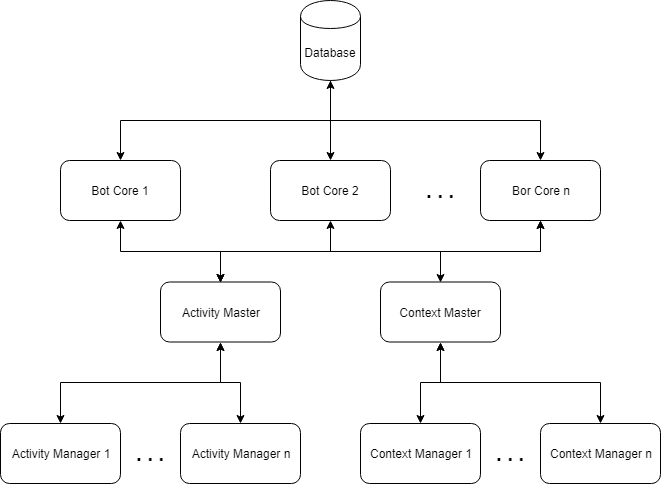 Database
Bot Core 1
Bot Core 2
. . .
Bor Core n
Activity Master
Context Master
Activity Manager 1
. . .
Activity Manager n
Context Manager 1
. . .
Context Manager n